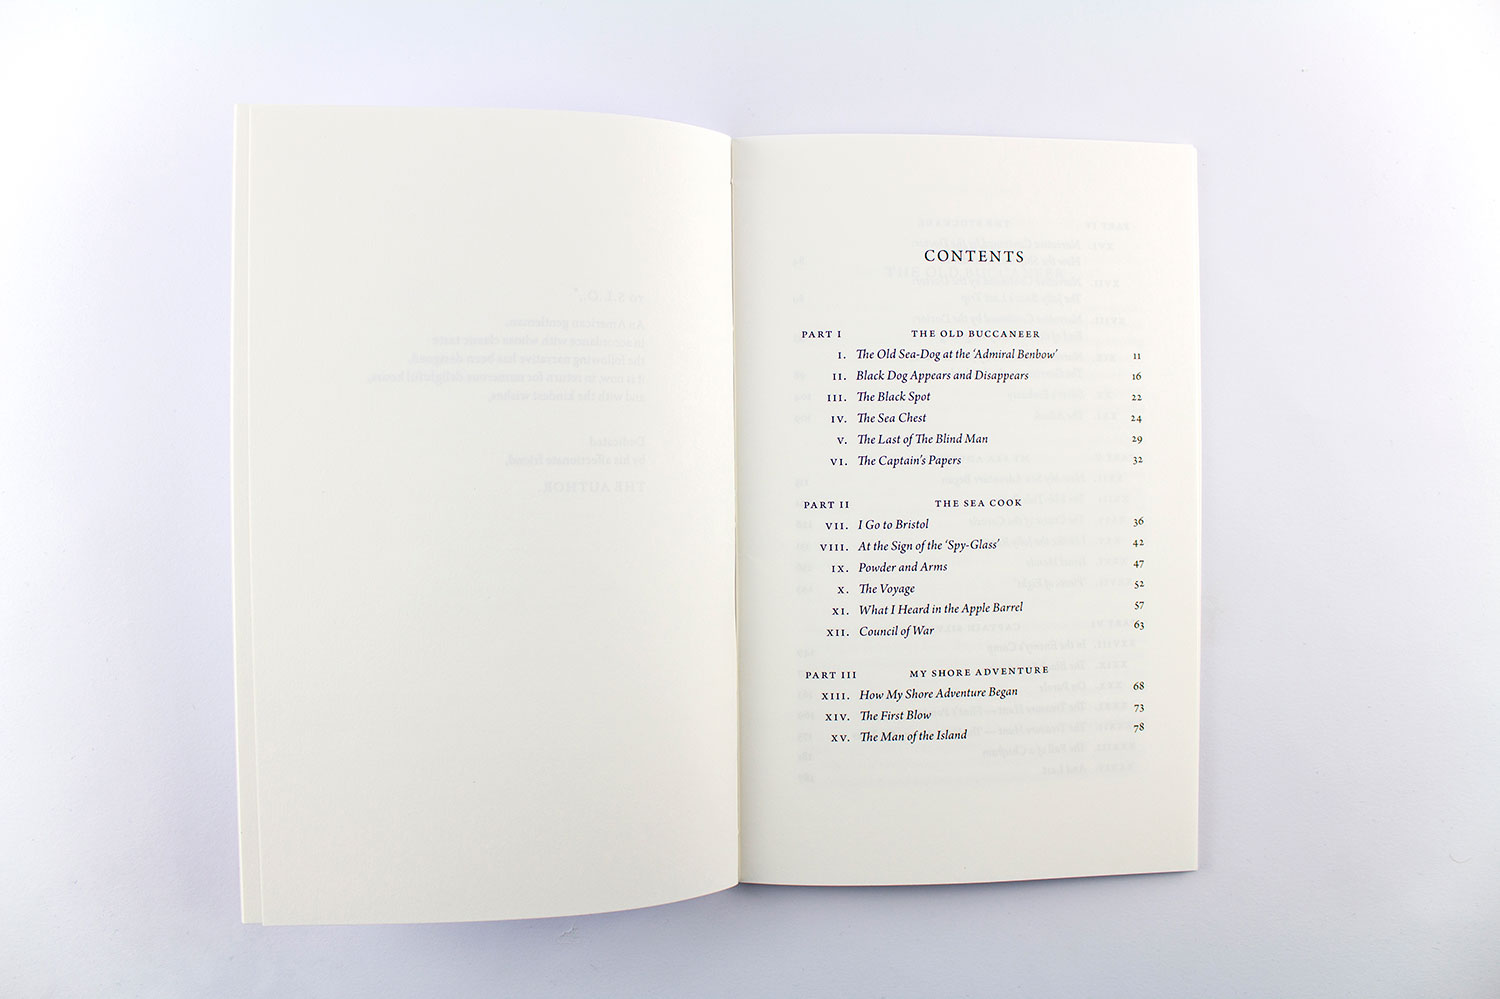 CONTENTS
PART I THE OLD BUCCANEER
I. The Old Sea-Dog at the ‘Admiral Benbow’ 11
II. Black Dog Appears and Disappears 16
III. The Black Spot 22
IV. The Sea Chest 24
V. The Last of The Blind Man 29
VI. The Captain’s Papers 32
PART II THE SEA COOK
VII. I Go to Bristol 36
VIII. At the Sign of the ‘Spy-Glass’ 42
IX. Powder and Arms 47
X. The Voyage 52
XI. What I Heard in the Apple Barrel 57
XII. Council of War 63
PART III MY SHORE ADVENTURE
XIII. How My Shore Adventure Began 68
XIV. The First Blow 73
XV. The Man of the Island 78